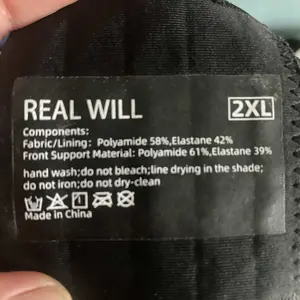 REAL WILL
2XL
Components:
Fabric/Lining: Polyamide 58%,Elastane 42%
Front Support Material: Polyamide 61%,Elastane 39%
hand wash;do not bleach;line drying in the shade;
do not iron;do not dry-clean
Made in China